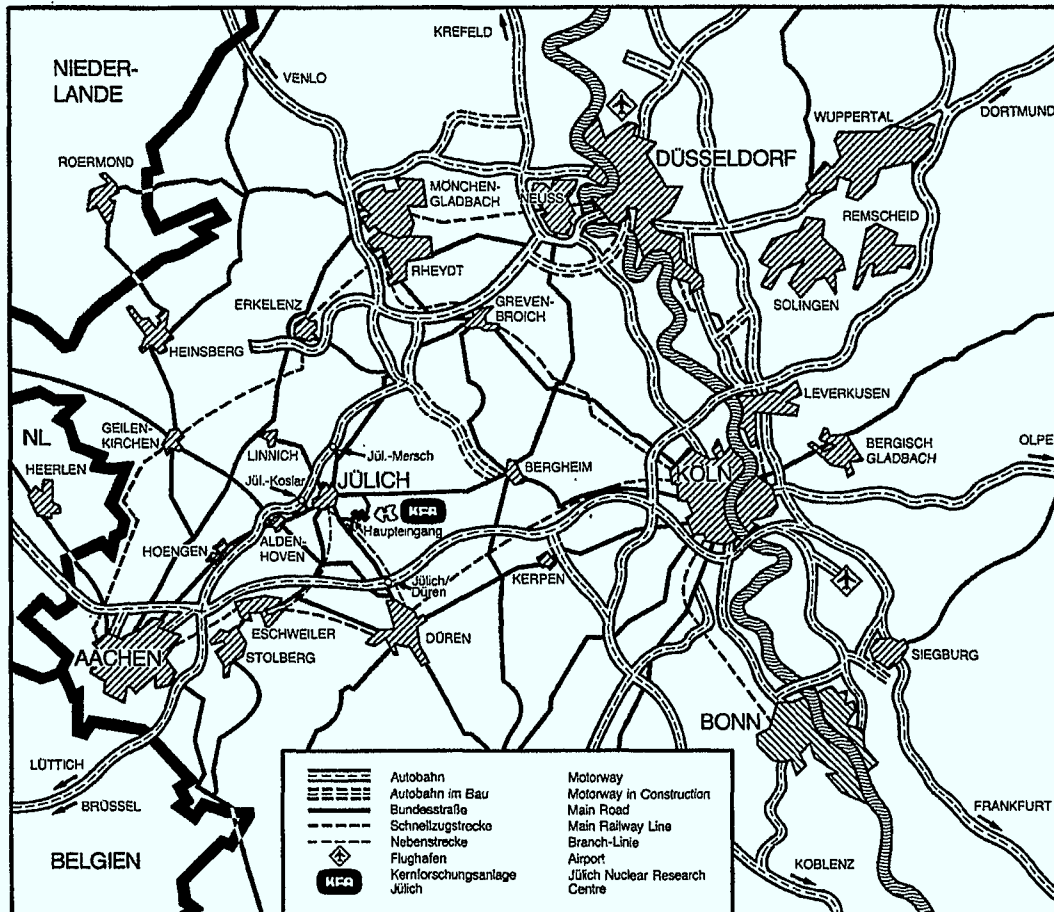 KREFELD
NIEDER-
LANDE
VENLO
DORTMUND
WUPPERTAL
DÜSSELDORF
ROERMOND
MÖNCHEN-
GLADBACH
NEUSS
REMSCHEID
RHEYDT
SOLINGEN
ERKELENZ
GREVEN-
BROICH
HEINSBERG
LEVERKUSEN
NL
GEILEN-
KIRCHEN
LINNICH
Jül.-Mersch
BERGISCH
GLADBACH
OLPE
HEERLEN
Jül.-Koslar
JÜLICH
BERGHEIM
KÖLN
KFA
Haupteingang
HOENGEN
ALDEN-
HOVEN
Jülich/
Düren
KERPEN
ESCHWEILER
DÜREN
AACHEN
STOLBERG
SIEGBURG
BONN
LÜTTICH
BRÜSSEL
FRANKFURT
BELGIEN
KOBLENZ
Autobahn Motorway
Autobahn im Bau Motorway in Construction
Bundesstraße Main Road
Schnellzugstrecke Main Railway Line
Nebenstrecke Branch-Linie
Flughafen Airport
KFA Kernforschungsanlage Jülich Nuclear Research
Jülich Centre